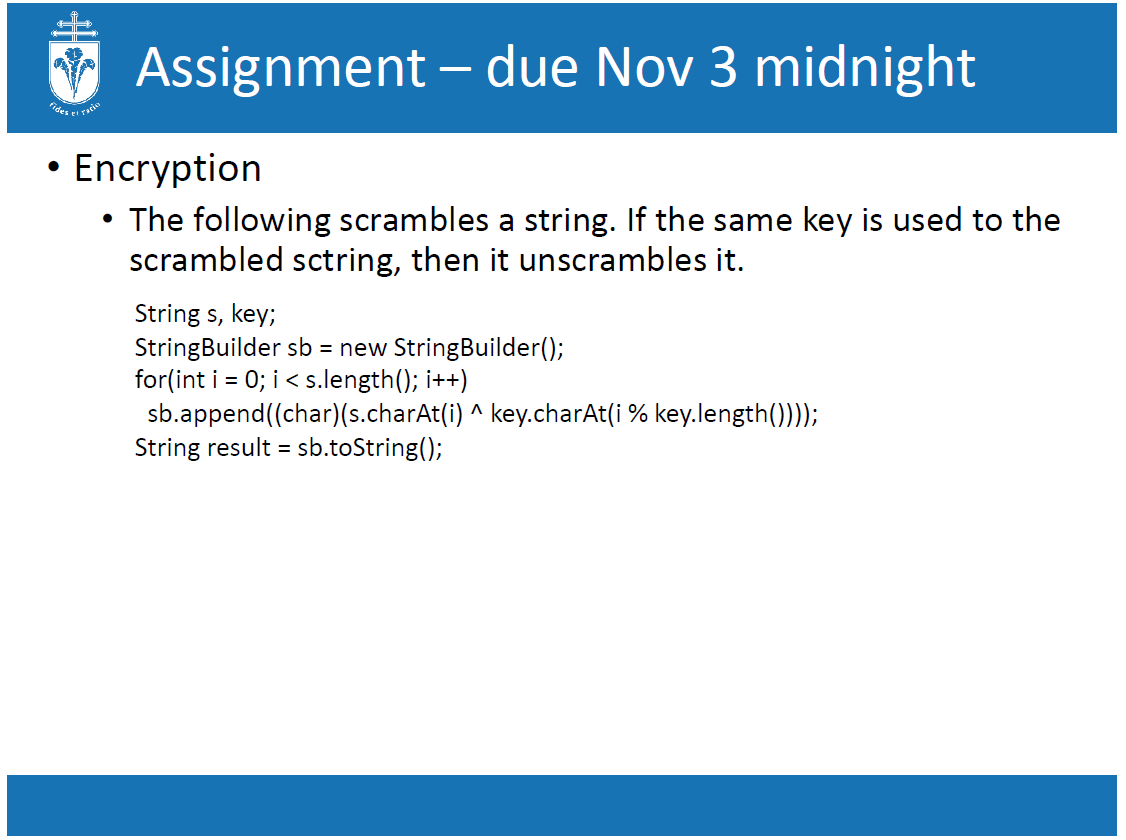 Assignment – due Nov 3 midnight
fides et ratio
• Encryption
• The following scrambles a string. If the same key is used to the
scrambled sctring, then it unscrambles it.
String s, key;
StringBuilder sb = new StringBuilder();
for(int i = 0; i < s.length(); i++)
sb.append((char)(s.charAt(i) ^ key.charAt(i % key.length())));
String result = sb.toString();